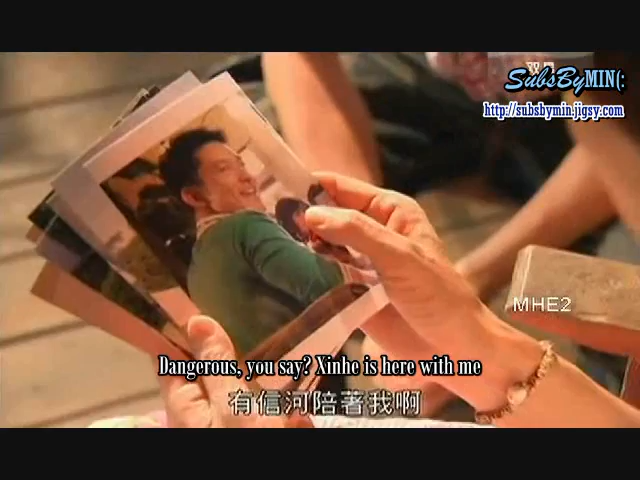 SubsByMIN(:
http://subsbymin.jigsy.com
MHE2
Dangerous, you say? Xinhe is here with me
有信河陪著我啊